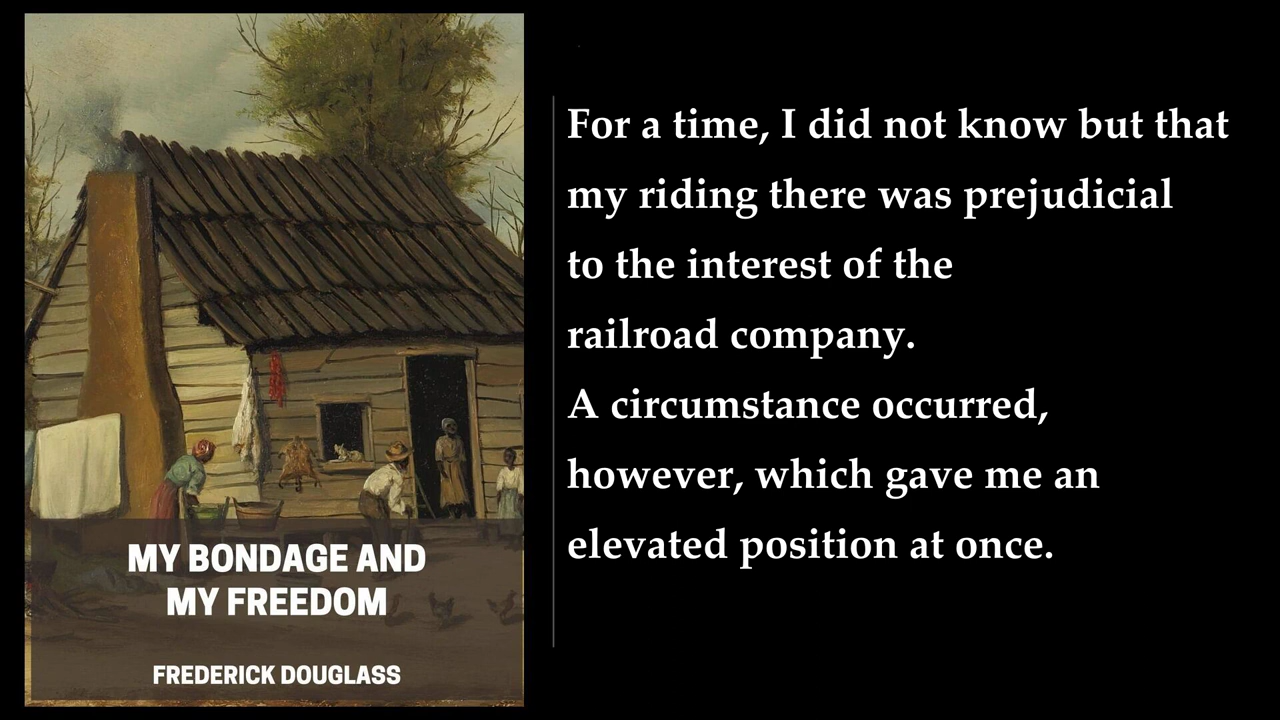 MY BONDAGE AND
MY FREEDOM
FREDERICK DOUGLASS
For a time, I did not know but that
my riding there was prejudicial
to the interest of the
railroad company.
A circumstance occurred,
however, which gave me an
elevated position at once.